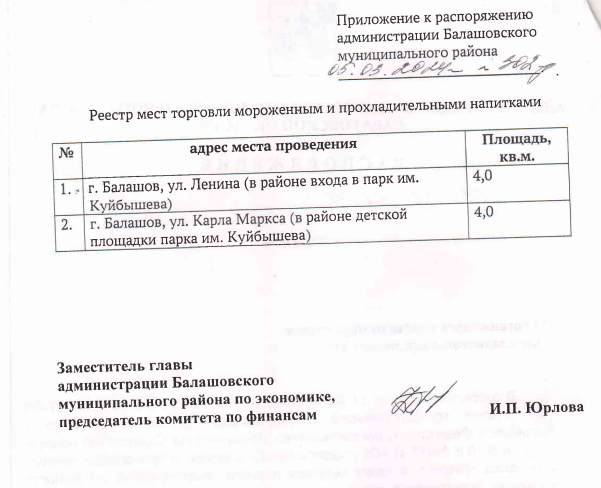 Приложение к распоряжению
администрации Балашовского
муниципального района
05.03.2024г № 302р.
Реестр мест торговли мороженным и прохладительными напитками
№ адрес места проведения Площадь, кв.м.
1. г. Балашов, ул. Ленина (в районе входа в парк им. 4,0
Куйбышева)
2. г. Балашов, ул. Карла Маркса (в районе детской 4,0
площадки парка им. Куйбышева)
Заместитель главы
администрации Балашовского
муниципального района по экономике,
председатель комитета по финансам
И.П. Юрлова